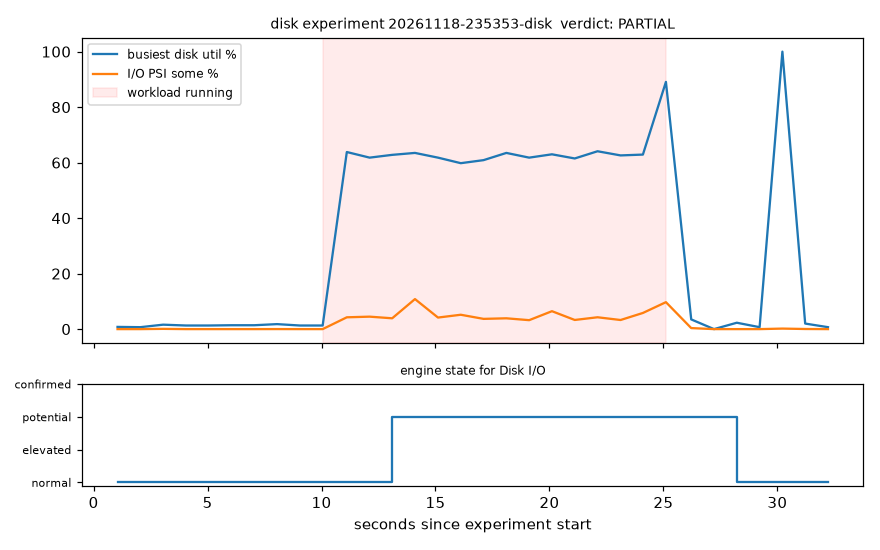 disk experiment 20261118-235353-disk  verdict: PARTIAL
busiest disk util %
I/O PSI some %
workload running
100
80
60
40
20
0
engine state for Disk I/O
confirmed
potential
elevated
normal
0 5 10 15 20 25 30
seconds since experiment start